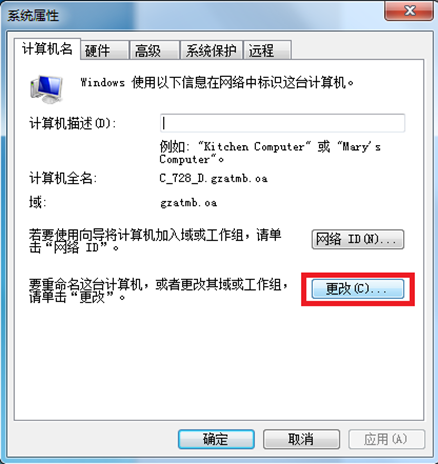 系统属性
计算机名 硬件 高级 系统保护 远程
Windows 使用以下信息在网络中标识这台计算机。
计算机描述(D):
例如: "Kitchen Computer" 或 "Mary's
Computer"。
计算机全名: C_728_D.gzatmb.oa
域: gzatmb.oa
若要使用向导将计算机加入域或工作组，请单
击“网络 ID”。
网络 ID(N)...
要重命名这台计算机，或者更改其域或工作组，
请单击“更改”。
更改(C)...
确定 取消 应用(A)